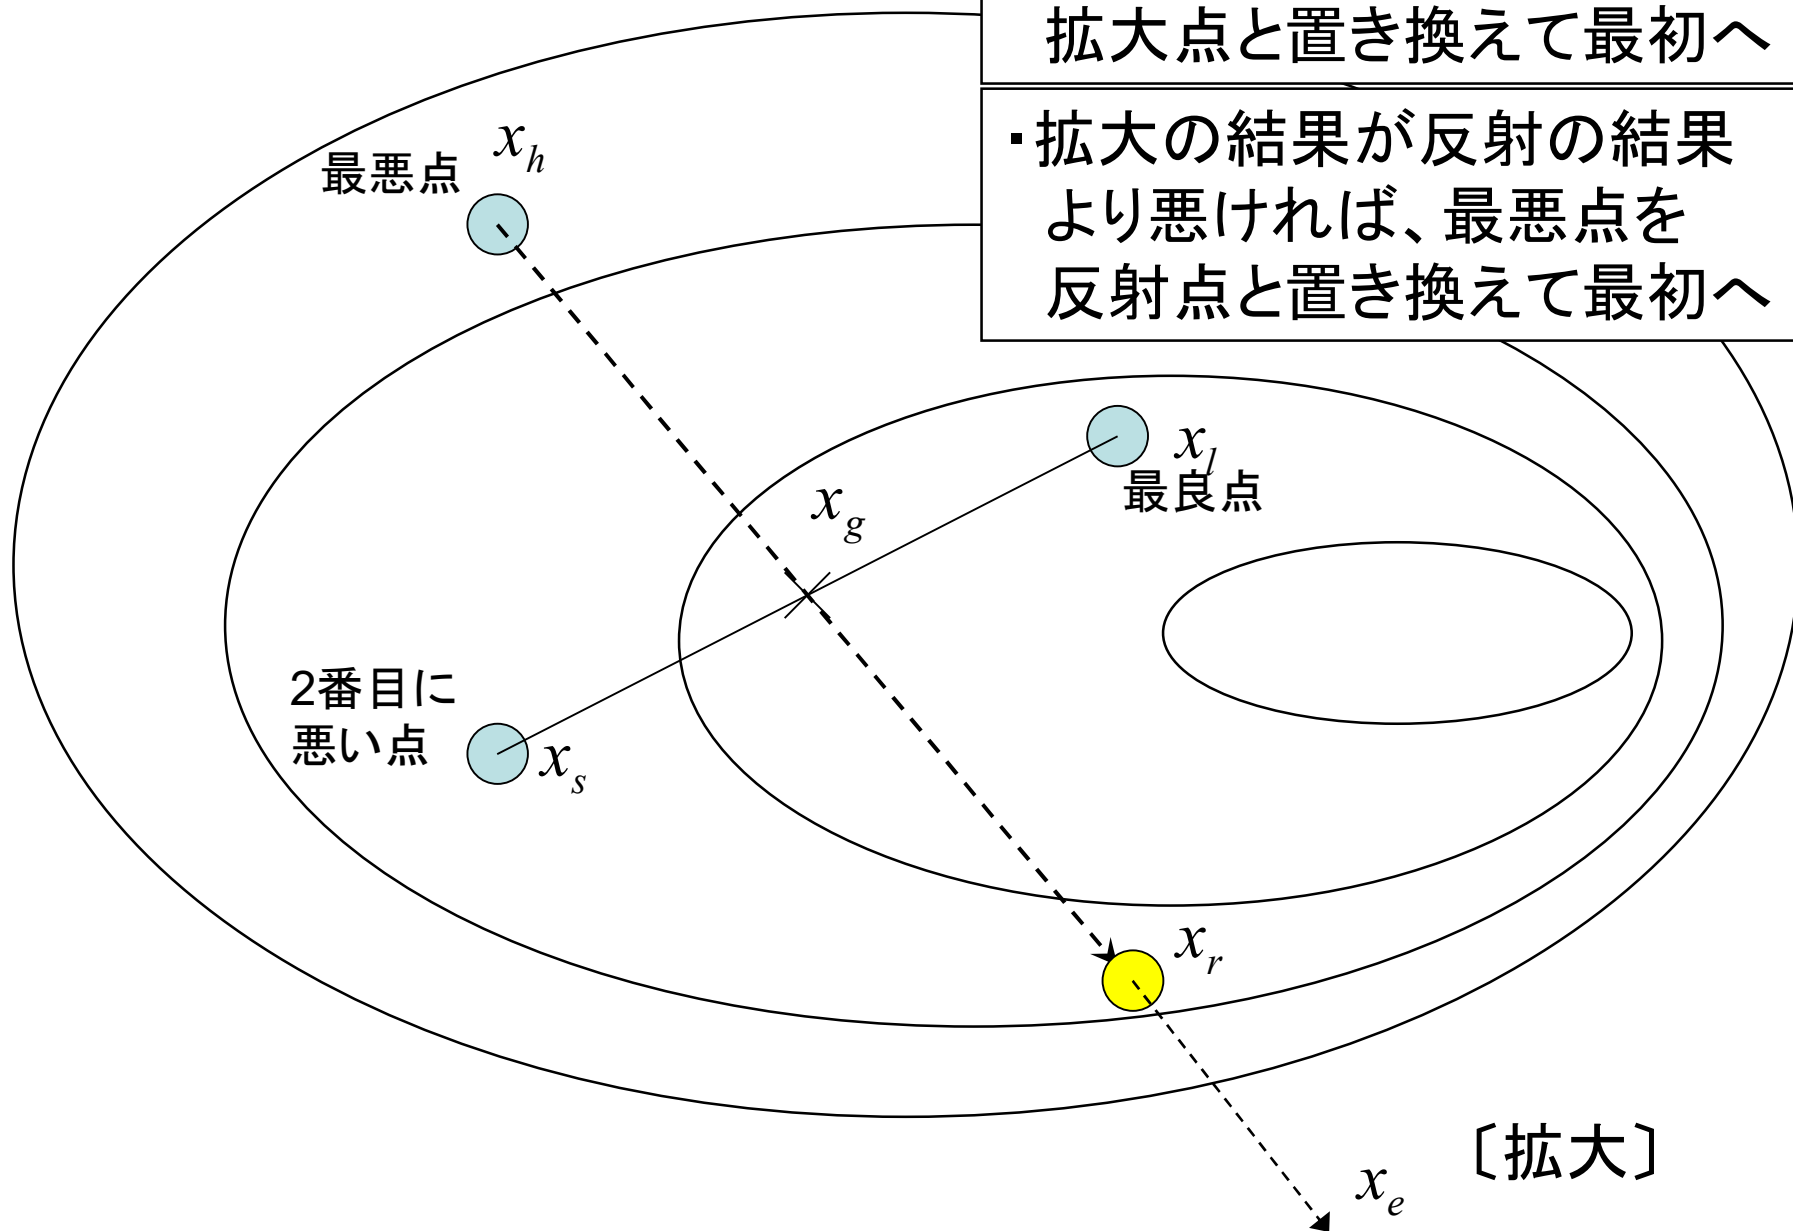 拡大点と置き換えて最初へ
・拡大の結果が反射の結果
より悪ければ、最悪点を
反射点と置き換えて最初へ
最悪点
x_h
x_l
最良点
x_g
2番目に
悪い点
x_s
x_r
〔拡大〕
x_e